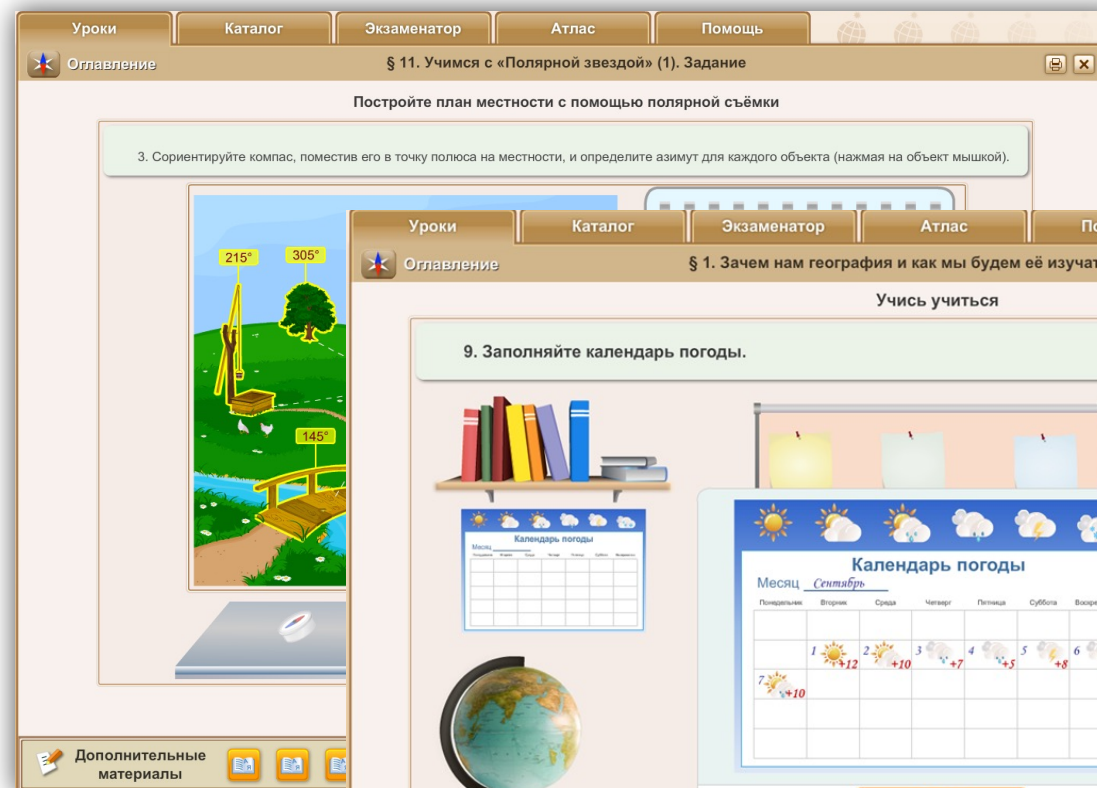 Уроки
Каталог
Экзаменатор
Атлас
Помощь
Оглавление
§ 11. Учимся с «Полярной звездой» (1). Задание
Постройте план местности с помощью полярной съёмки
3. Сориентируйте компас, поместив его в точку полюса на местности, и определите азимут для каждого объекта (нажмая на объект мышкой).
215°
305°
145°
Дополнительные
материалы
Уроки
Каталог
Экзаменатор
Атлас
Оглавление
§ 1. Зачем нам география и как мы будем её изучат
Учись учиться
9. Заполняйте календарь погоды.
Календарь погоды
Месяц
Календарь погоды
Месяц Сентябрь
Понедельник Вторник Среда Четверг Пятница Суббота Воскре
1 +12 2 +10 3 +7 4 +5 5 +8 6
7 +10